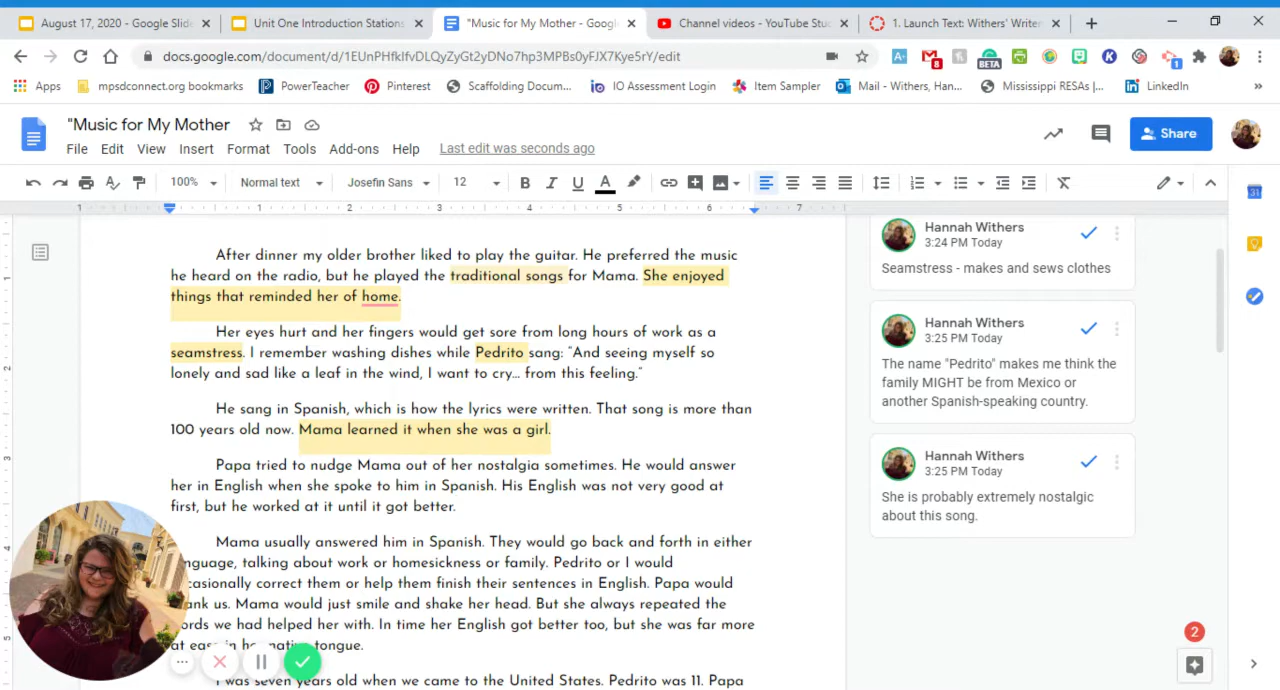 August 17, 2020 - Google Slide
Unit One Introduction Stations
"Music for My Mother - Googl
Channel videos - YouTube Stu
1. Launch Text: Withers' Writer
docs.google.com/document/d/1EUnPHfkIfvDLQyZyGt2yDNo7hp3MPBs0yFJX7Kye5rY/edit
8
BETA
1
Apps
mpsdconnect.org bookmarks
PowerTeacher
Pinterest
Scaffolding Docum...
IO Assessment Login
Item Sampler
Mail - Withers, Han...
Mississippi RESAs |...
LinkedIn
"Music for My Mother
File Edit View Insert Format Tools Add-ons Help Last edit was seconds ago
Share
100% Normal text Josefin Sans 12
After dinner my older brother liked to play the guitar. He preferred the music
he heard on the radio, but he played the traditional songs for Mama. She enjoyed
things that reminded her of home.
Her eyes hurt and her fingers would get sore from long hours of work as a
seamstress. I remember washing dishes while Pedrito sang: "And seeing myself so
lonely and sad like a leaf in the wind, I want to cry... from this feeling."
He sang in Spanish, which is how the lyrics were written. That song is more than
100 years old now. Mama learned it when she was a girl.
Papa tried to nudge Mama out of her nostalgia sometimes. He would answer
her in English when she spoke to him in Spanish. His English was not very good at
first, but he worked at it until it got better.
Mama usually answered him in Spanish. They would go back and forth in either
nguage, talking about work or homesickness or family. Pedrito or I would
casionally correct them or help them finish their sentences in English. Papa would
ank us. Mama would just smile and shake her head. But she always repeated the
ords we had helped her with. In time her English got better too, but she was far more
at ease in her native tongue.
I was seven years old when we came to the United States. Pedrito was 11. Papa
Hannah Withers
3:24 PM Today
Seamstress - makes and sews clothes
Hannah Withers
3:25 PM Today
The name "Pedrito" makes me think the
family MIGHT be from Mexico or
another Spanish-speaking country.
Hannah Withers
3:25 PM Today
She is probably extremely nostalgic
about this song.
2